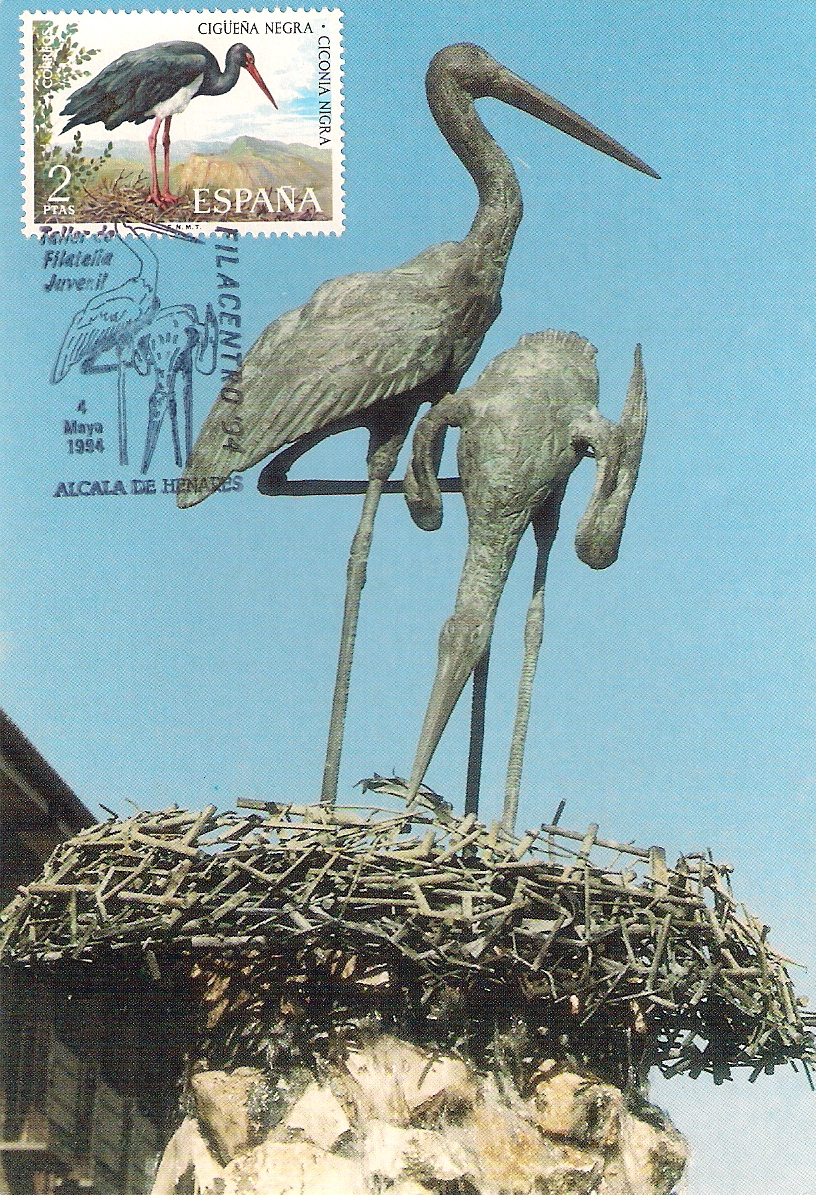 CORREOS
CIGÜEÑA NEGRA · CICONIA NIGRA
2
PTAS
ESPAÑA
F.N.M.T.
Taller de
Filatelia
Juvenil
FILACENTRO '94
4
Mayo
1994
ALCALA DE HENARES